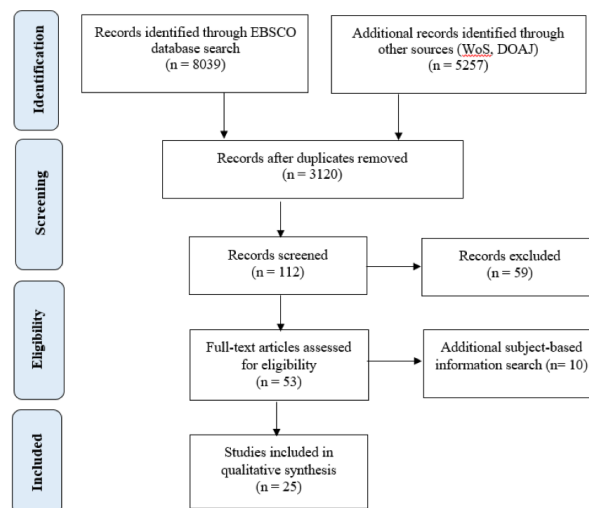 Identification
Records identified through EBSCO
database search
(n = 8039)
Additional records identified through
other sources (WoS, DOAJ)
(n = 5257)
Screening
Records after duplicates removed
(n = 3120)
Records screened
(n = 112)
Records excluded
(n = 59)
Eligibility
Full-text articles assessed
for eligibility
(n = 53)
Additional subject-based
information search (n= 10)
Included
Studies included in
qualitative synthesis
(n = 25)